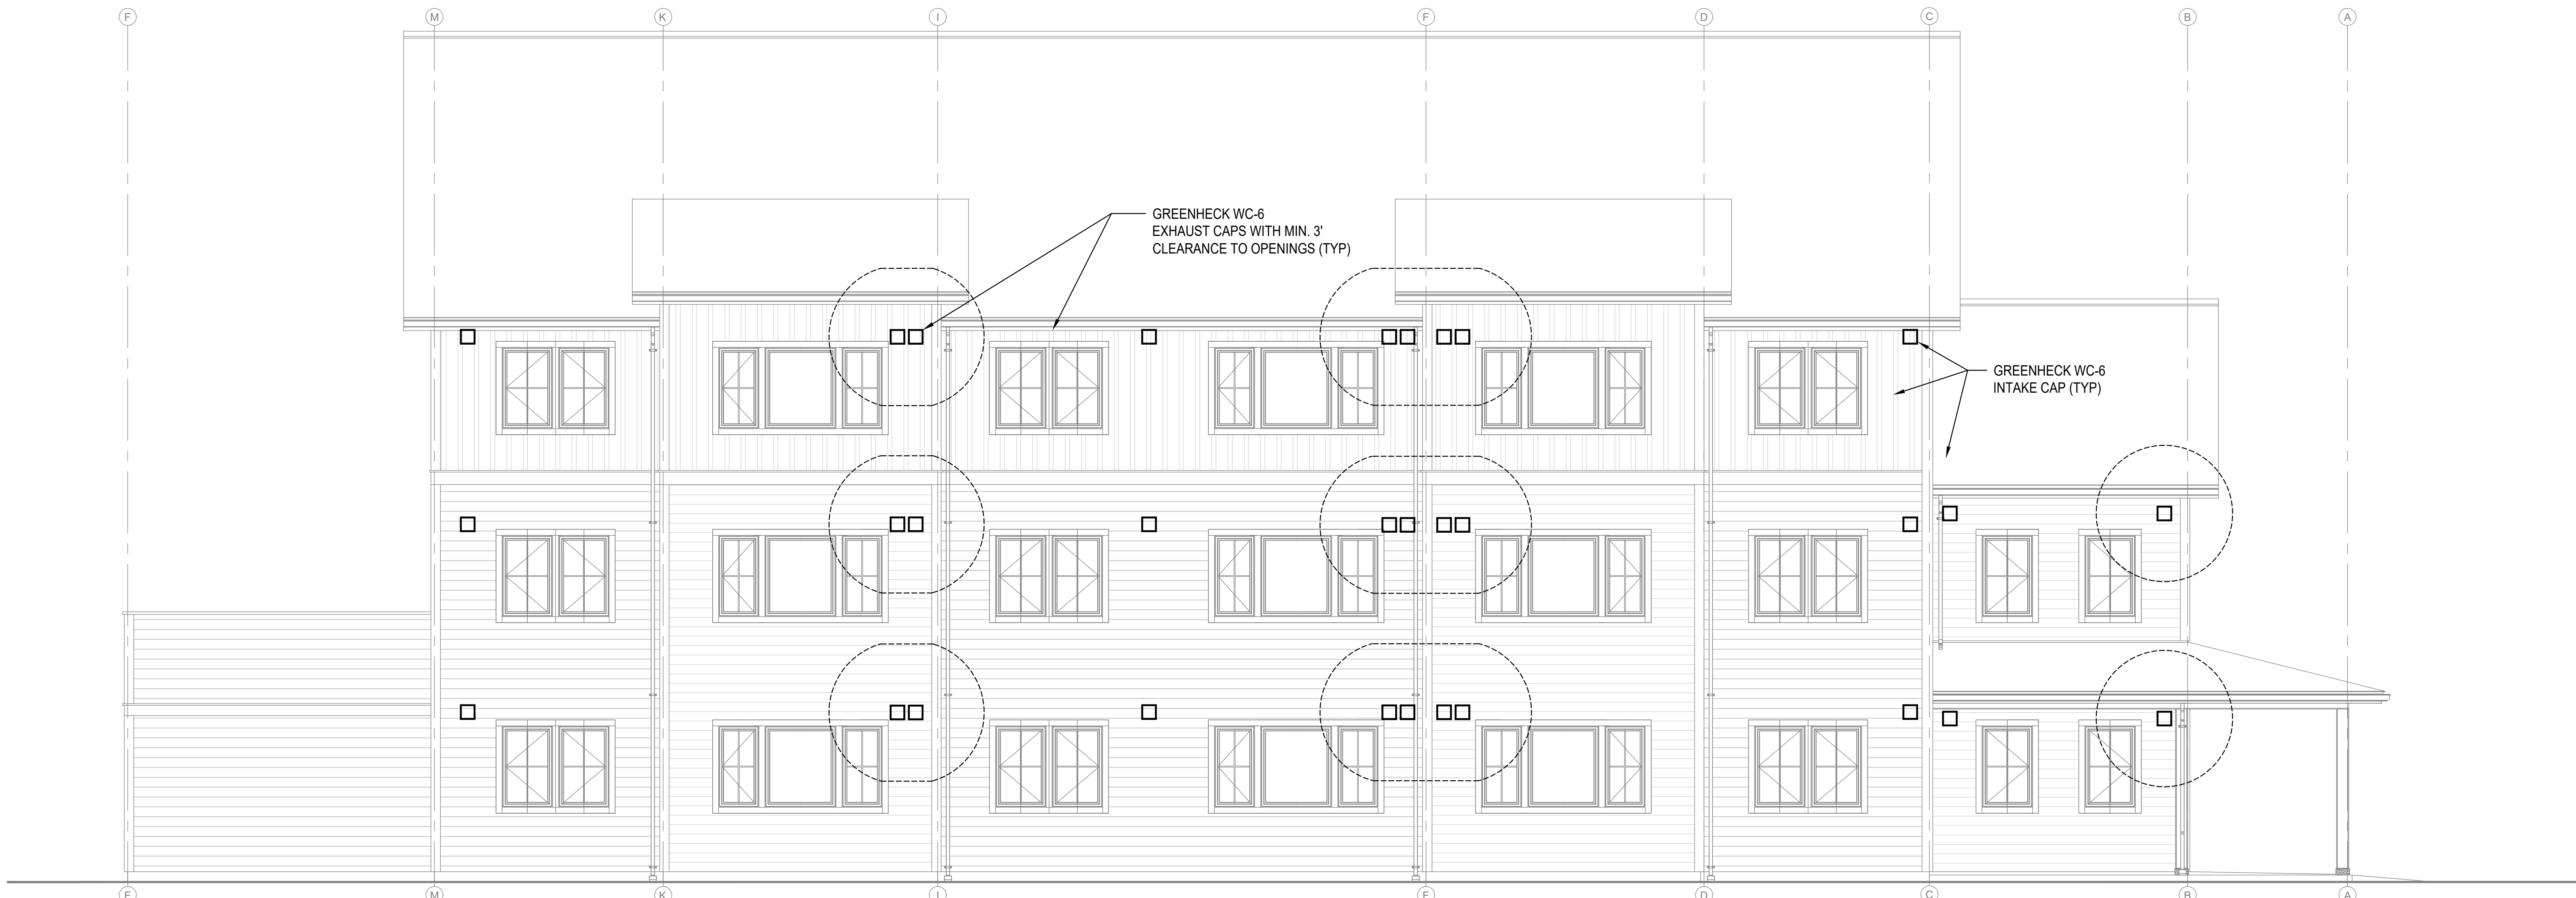 F M K I F D C B A
GREENHECK WC-6
EXHAUST CAPS WITH MIN. 3'
CLEARANCE TO OPENINGS (TYP)
GREENHECK WC-6
INTAKE CAP (TYP)
F M K I F D C B A